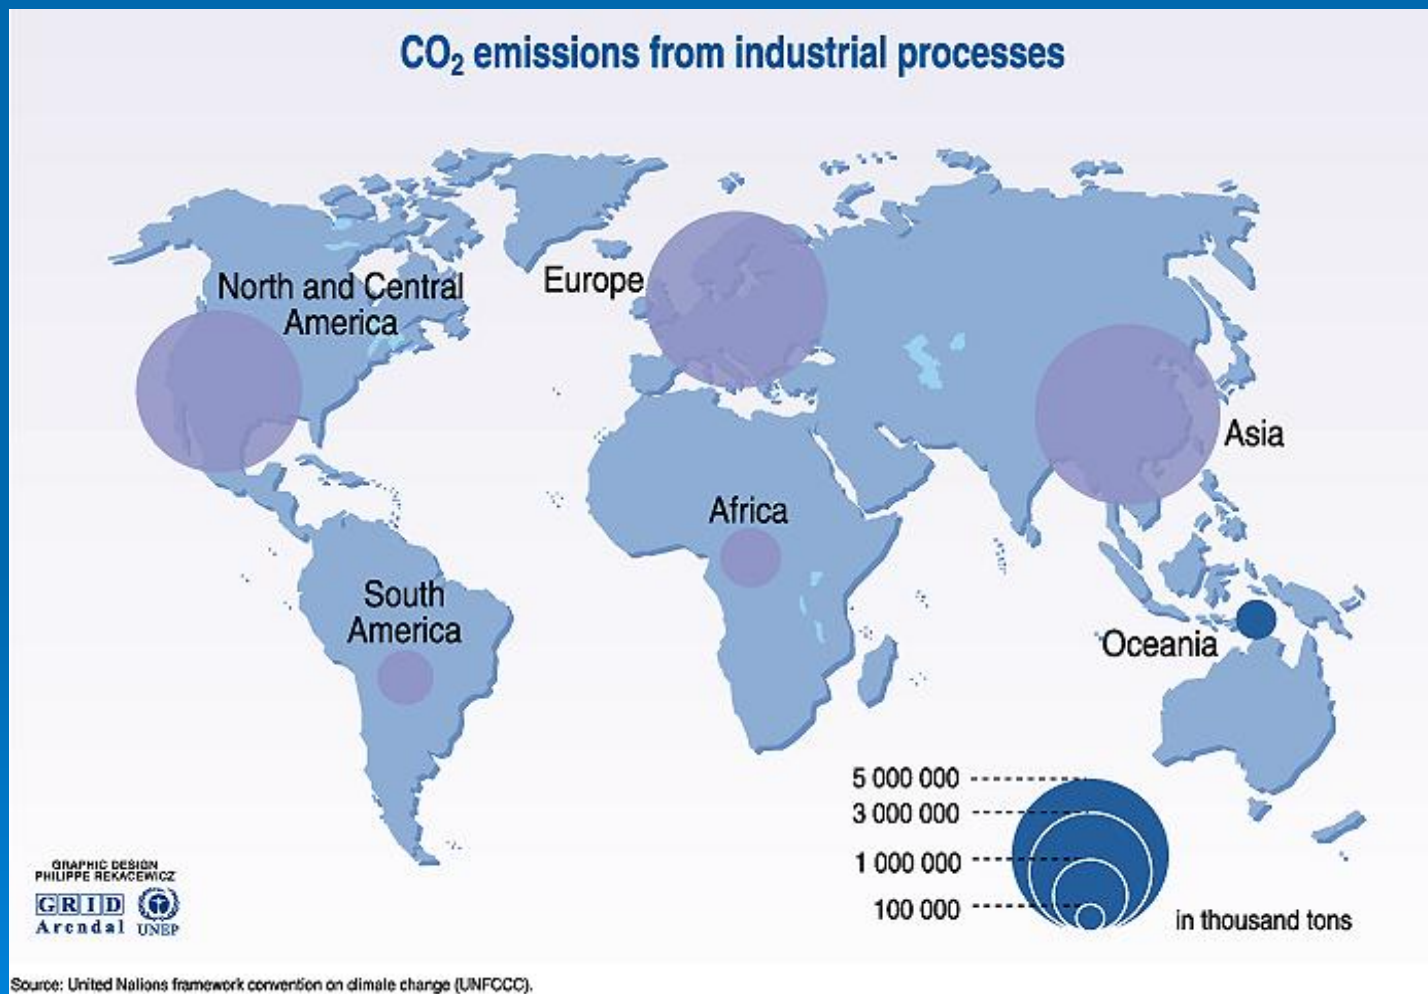 CO₂ emissions from industrial processes
North and Central
America
Europe
Asia
Africa
South
America
Oceania
5 000 000
3 000 000
1 000 000
100 000
in thousand tons
GRAPHIC DESIGN
PHILIPPE REKACEWICZ
GRID
Arendal
UNEP
Source: United Nations framework convention on climate change (UNFCCC).